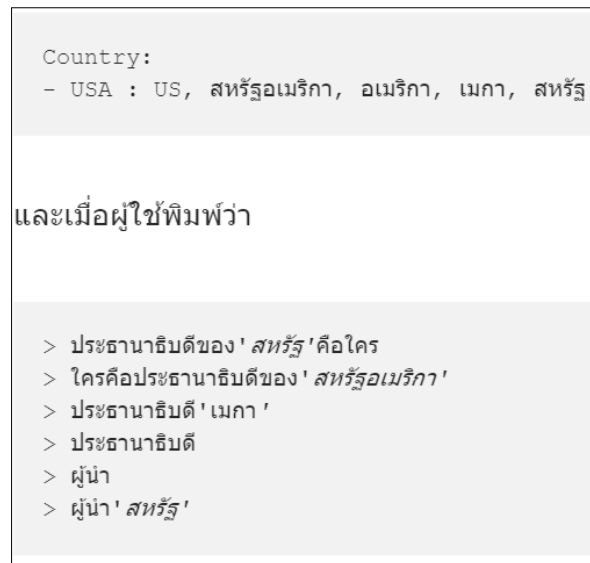 Country:
- USA : US, สหรัฐอเมริกา, อเมริกา, เมกา, สหรัฐ
และเมื่อผู้ใช้พิมพ์ว่า
> ประธานาธิบดีของ'สหรัฐ'คือใคร
> ใครคือประธานาธิบดีของ'สหรัฐอเมริกา'
> ประธานาธิบดี'เมกา'
> ประธานาธิบดี
> ผู้นำ
> ผู้นำ'สหรัฐ'